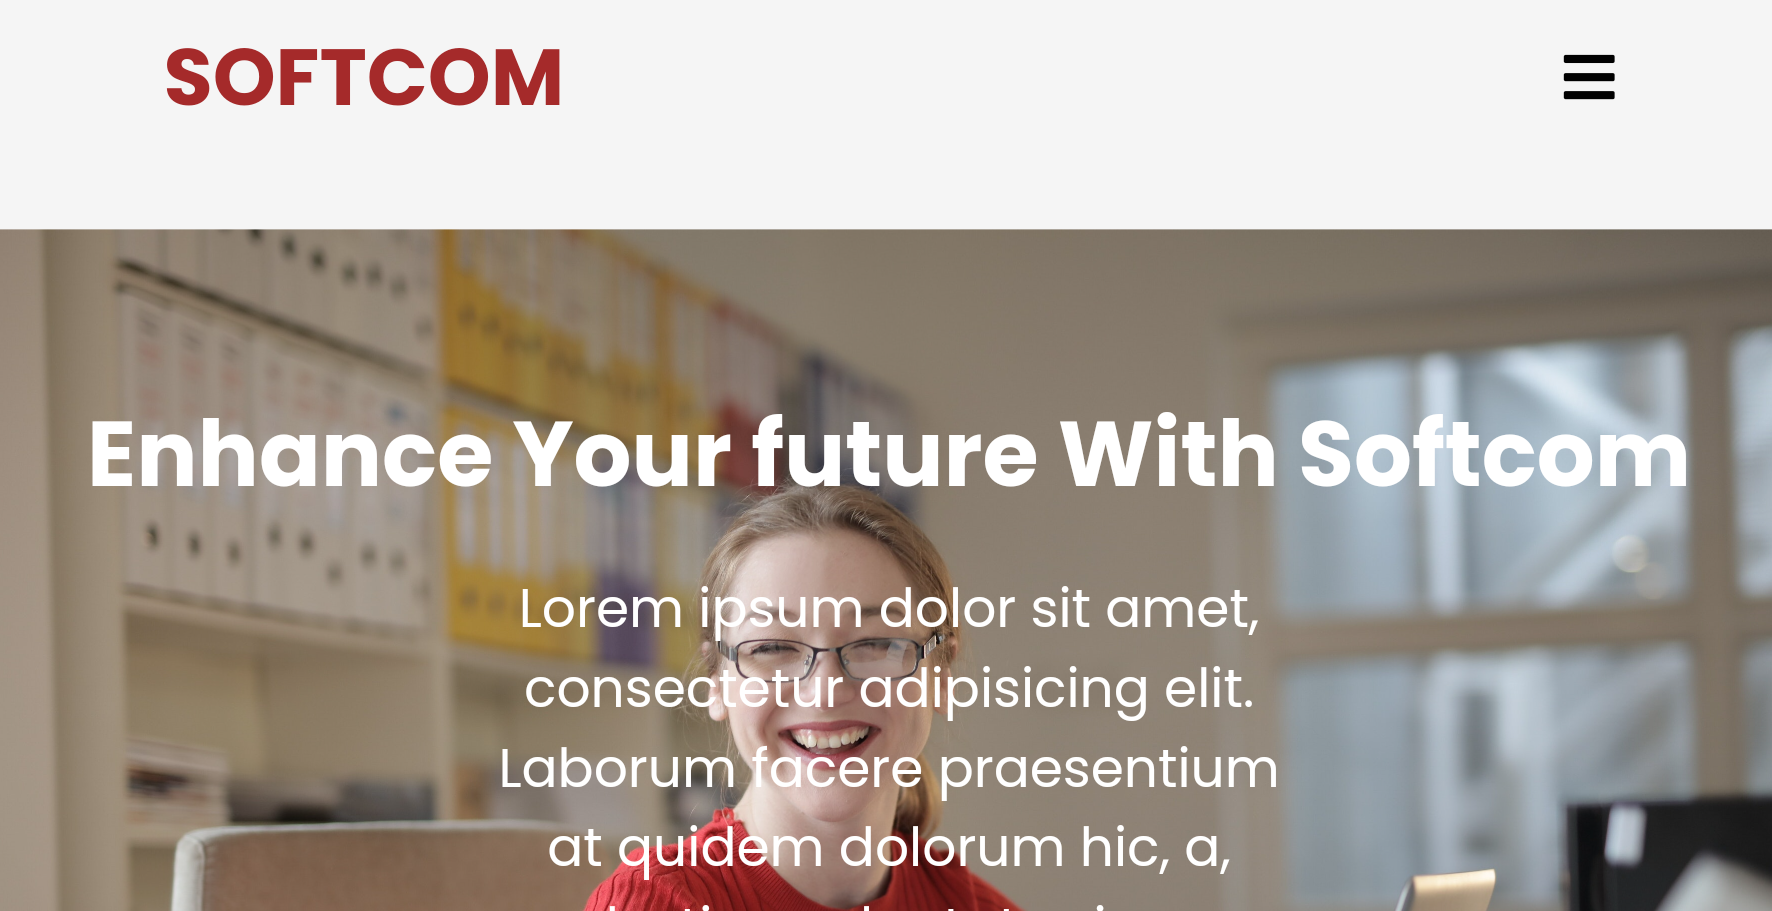 SOFTCOM
Enhance Your future With Softcom
Lorem ipsum dolor sit amet,
consectetur adipisicing elit.
Laborum facere praesentium
at quidem dolorum hic, a,